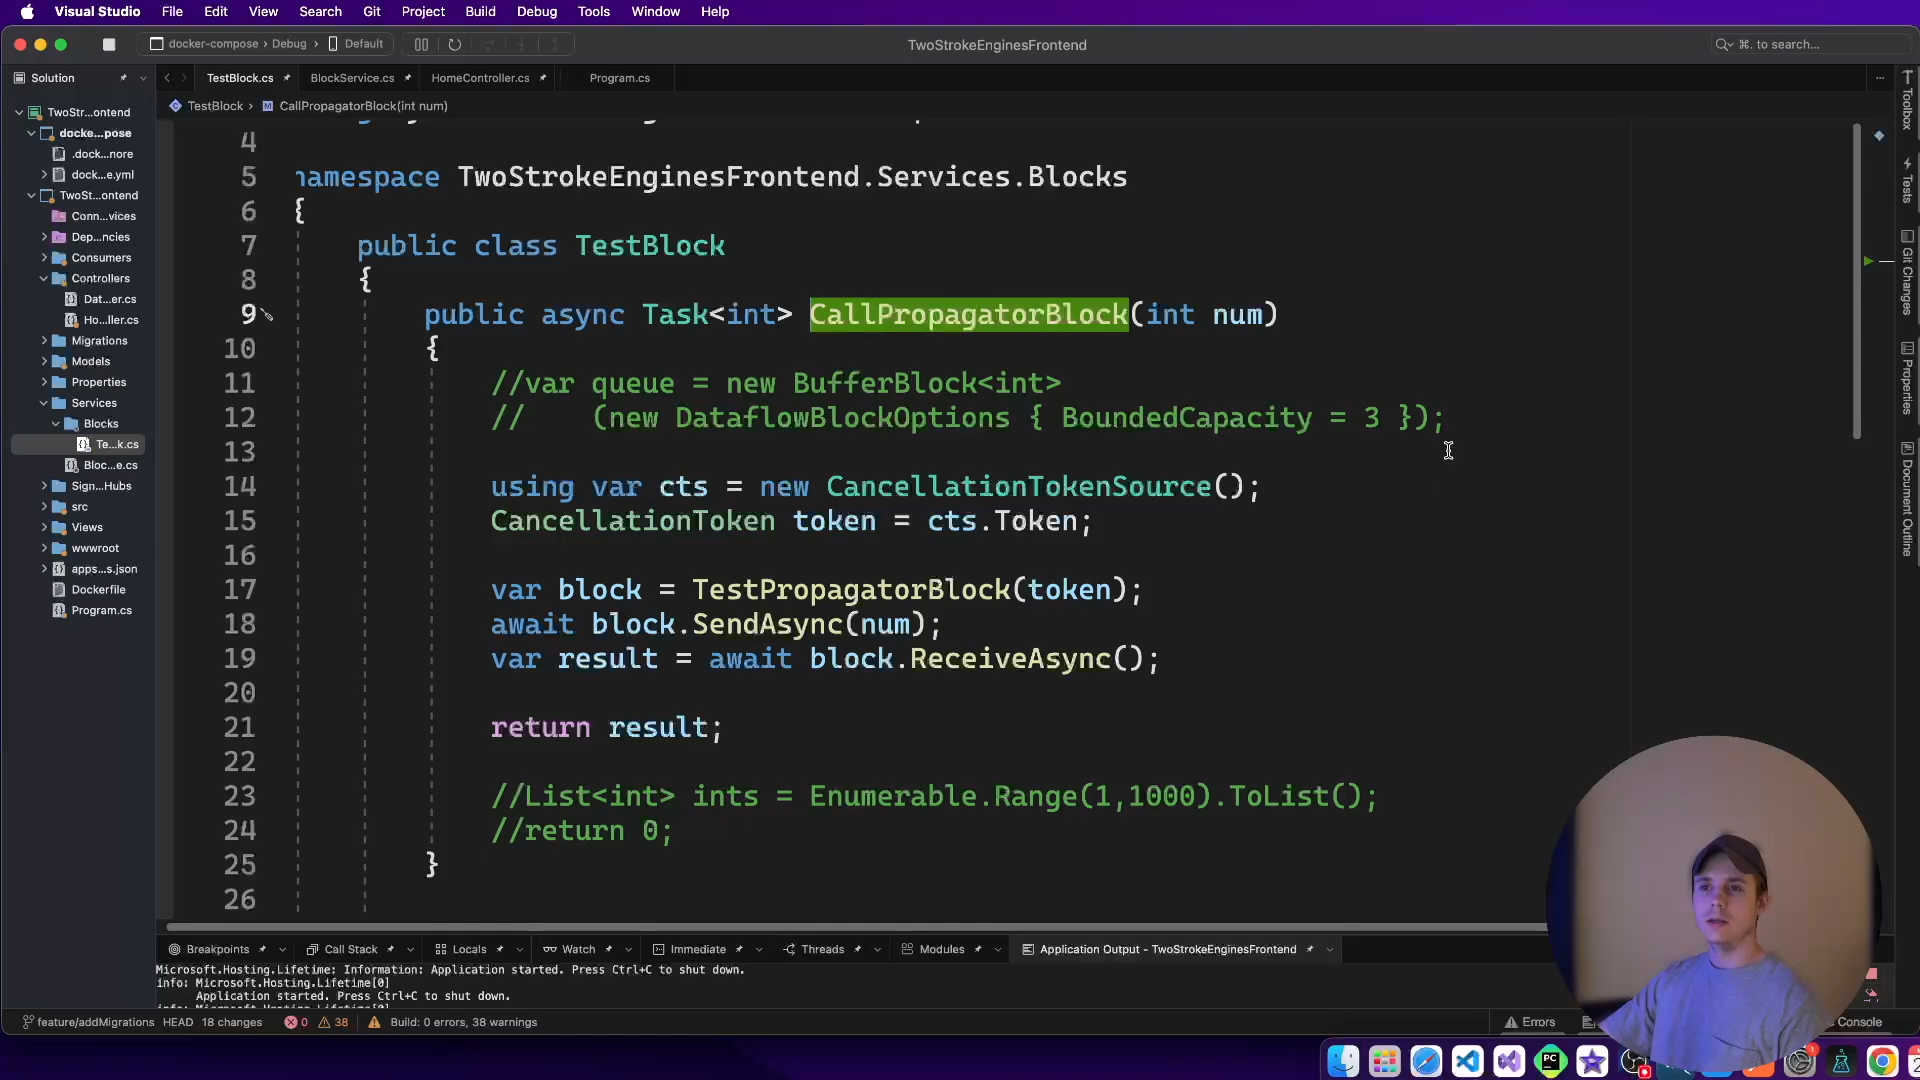 Visual Studio File Edit View Search Git Project Build Debug Tools Window Help
docker-compose › Debug › Default
TwoStrokeEnginesFrontend
⌘. to search...
Solution
TestBlock.cs BlockService.cs HomeController.cs Program.cs
TestBlock › CallPropagatorBlock(int num)
TwoStr...ontend
docke...pose
.dock...nore
dock...e.yml
TwoSt...ontend
Conn...vices
Dep...ncies
Consumers
Controllers
Dat...er.cs
Ho...ller.cs
Migrations
Models
Properties
Services
Blocks
Te...k.cs
Bloc...e.cs
Sign...Hubs
src
Views
wwwroot
apps...s.json
Dockerfile
Program.cs
4
5 namespace TwoStrokeEnginesFrontend.Services.Blocks
6 {
7 public class TestBlock
8 {
9 public async Task<int> CallPropagatorBlock(int num)
10 {
11 //var queue = new BufferBlock<int>
12 // (new DataflowBlockOptions { BoundedCapacity = 3 });
13
14 using var cts = new CancellationTokenSource();
15 CancellationToken token = cts.Token;
16
17 var block = TestPropagatorBlock(token);
18 await block.SendAsync(num);
19 var result = await block.ReceiveAsync();
20
21 return result;
22
23 //List<int> ints = Enumerable.Range(1,1000).ToList();
24 //return 0;
25 }
26
Toolbox
Tests
Git Changes
Properties
Document Outline
Breakpoints Call Stack Locals Watch Immediate Threads Modules Application Output - TwoStrokeEnginesFrontend
Microsoft.Hosting.Lifetime: Information: Application started. Press Ctrl+C to shut down.
info: Microsoft.Hosting.Lifetime[0]
Application started. Press Ctrl+C to shut down.
info: Microsoft.Hosting.Lifetime[0]
feature/addMigrations HEAD 18 changes 0 38 Build: 0 errors, 38 warnings
Errors
Console
PC